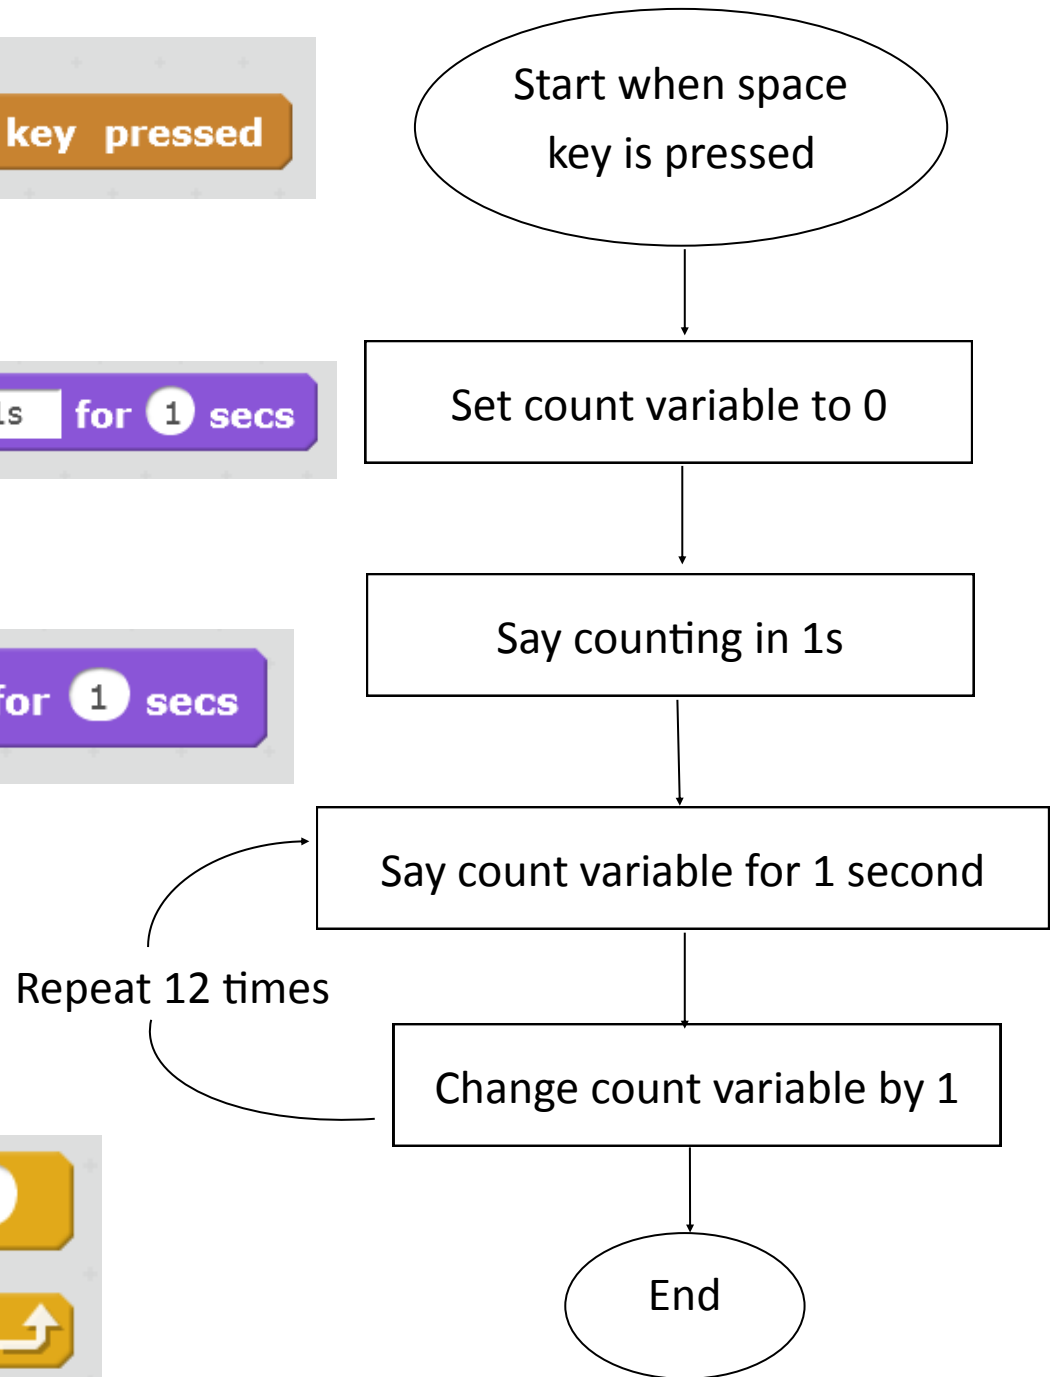 key pressed
Start when space
key is pressed
1s for 1 secs
Set count variable to 0
Say counting in 1s
for 1 secs
Say count variable for 1 second
Repeat 12 times
Change count variable by 1
End